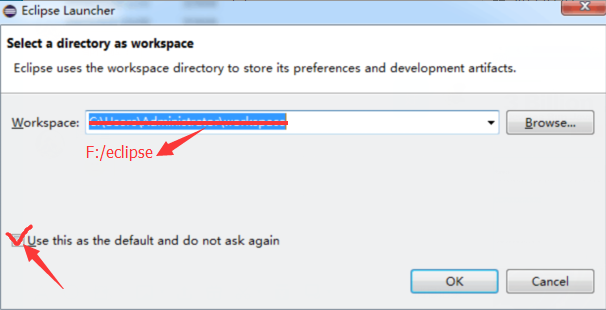 Eclipse Launcher
Select a directory as workspace
Eclipse uses the workspace directory to store its preferences and development artifacts.
Workspace: C:\Users\Administrator\workspace Browse...
F:/eclipse
Use this as the default and do not ask again
OK Cancel